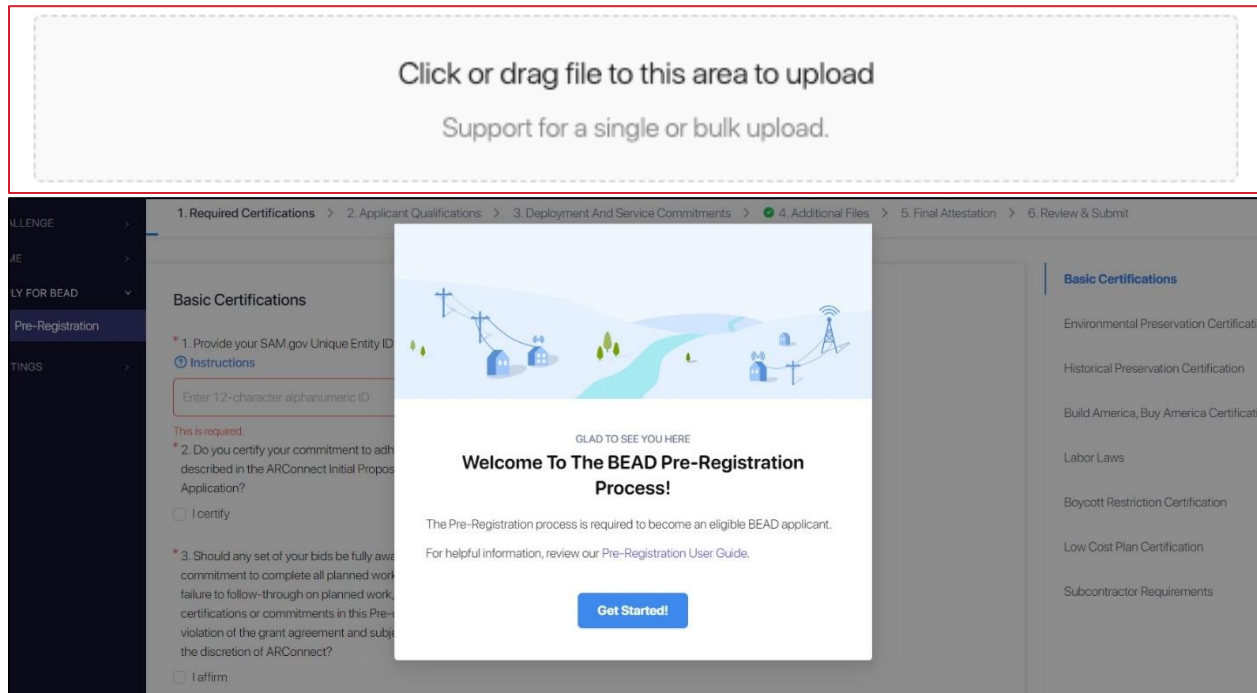 Click or drag file to this area to upload
Support for a single or bulk upload.
ALLENGE
1. Required Certifications > 2. Applicant Qualifications > 3. Deployment And Service Commitments > 4. Additional Files > 5. Final Attestation > 6. Review & Submit
ME
LY FOR BEAD
Pre-Registration
TINGS
Basic Certifications
* 1. Provide your SAM.gov Unique Entity ID
Instructions
Enter 12-character alphanumeric ID
This is required.
* 2. Do you certify your commitment to adh
described in the ARConnect Initial Propos
Application?
I certify
* 3. Should any set of your bids be fully awa
commitment to complete all planned work
failure to follow-through on planned work,
certifications or commitments in this Pre-
violation of the grant agreement and subje
the discretion of ARConnect?
I affirm
GLAD TO SEE YOU HERE
Welcome To The BEAD Pre-Registration
Process!
The Pre-Registration process is required to become an eligible BEAD applicant.
For helpful information, review our Pre-Registration User Guide.
Get Started!
Basic Certifications
Environmental Preservation Certificati
Historical Preservation Certification
Build America, Buy America Certificati
Labor Laws
Boycott Restriction Certification
Low Cost Plan Certification
Subcontractor Requirements